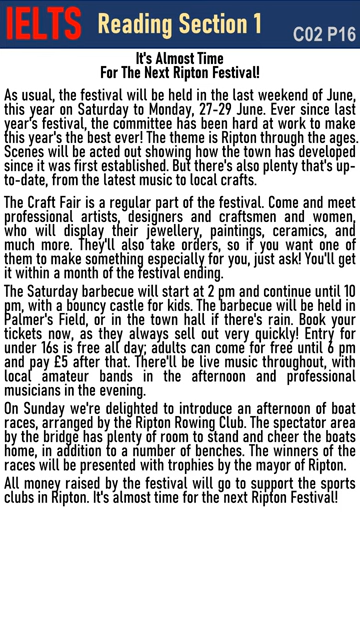 IELTS Reading Section 1 C02 P16
It's Almost Time
For The Next Ripton Festival!
As usual, the festival will be held in the last weekend of June,
this year on Saturday to Monday, 27-29 June. Ever since last
year's festival, the committee has been hard at work to make
this year's the best ever! The theme is Ripton through the ages.
Scenes will be acted out showing how the town has developed
since it was first established. But there's also plenty that's up-
to-date, from the latest music to local crafts.
The Craft Fair is a regular part of the festival. Come and meet
professional artists, designers and craftsmen and women,
who will display their jewellery, paintings, ceramics, and
much more. They'll also take orders, so if you want one of
them to make something especially for you, just ask! You'll get
it within a month of the festival ending.
The Saturday barbecue will start at 2 pm and continue until 10
pm, with a bouncy castle for kids. The barbecue will be held in
Palmer's Field, or in the town hall if there's rain. Book your
tickets now, as they always sell out very quickly! Entry for
under 16s is free all day; adults can come for free until 6 pm
and pay £5 after that. There'll be live music throughout, with
local amateur bands in the afternoon and professional
musicians in the evening.
On Sunday we're delighted to introduce an afternoon of boat
races, arranged by the Ripton Rowing Club. The spectator area
by the bridge has plenty of room to stand and cheer the boats
home, in addition to a number of benches. The winners of the
races will be presented with trophies by the mayor of Ripton.
All money raised by the festival will go to support the sports
clubs in Ripton. It's almost time for the next Ripton Festival!